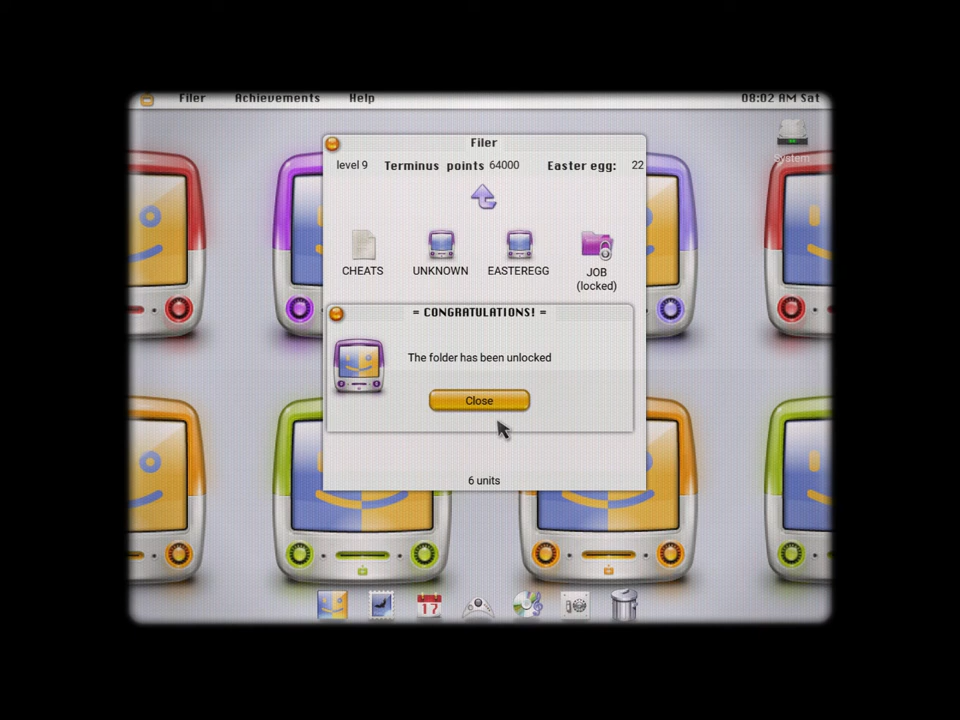 Filer Achievements Help 08:02 AM Sat
System
Filer
level 9 Terminus points 64000 Easter egg: 22
CHEATS UNKNOWN EASTEREGG JOB
(locked)
= CONGRATULATIONS! =
The folder has been unlocked
Close
6 units
17